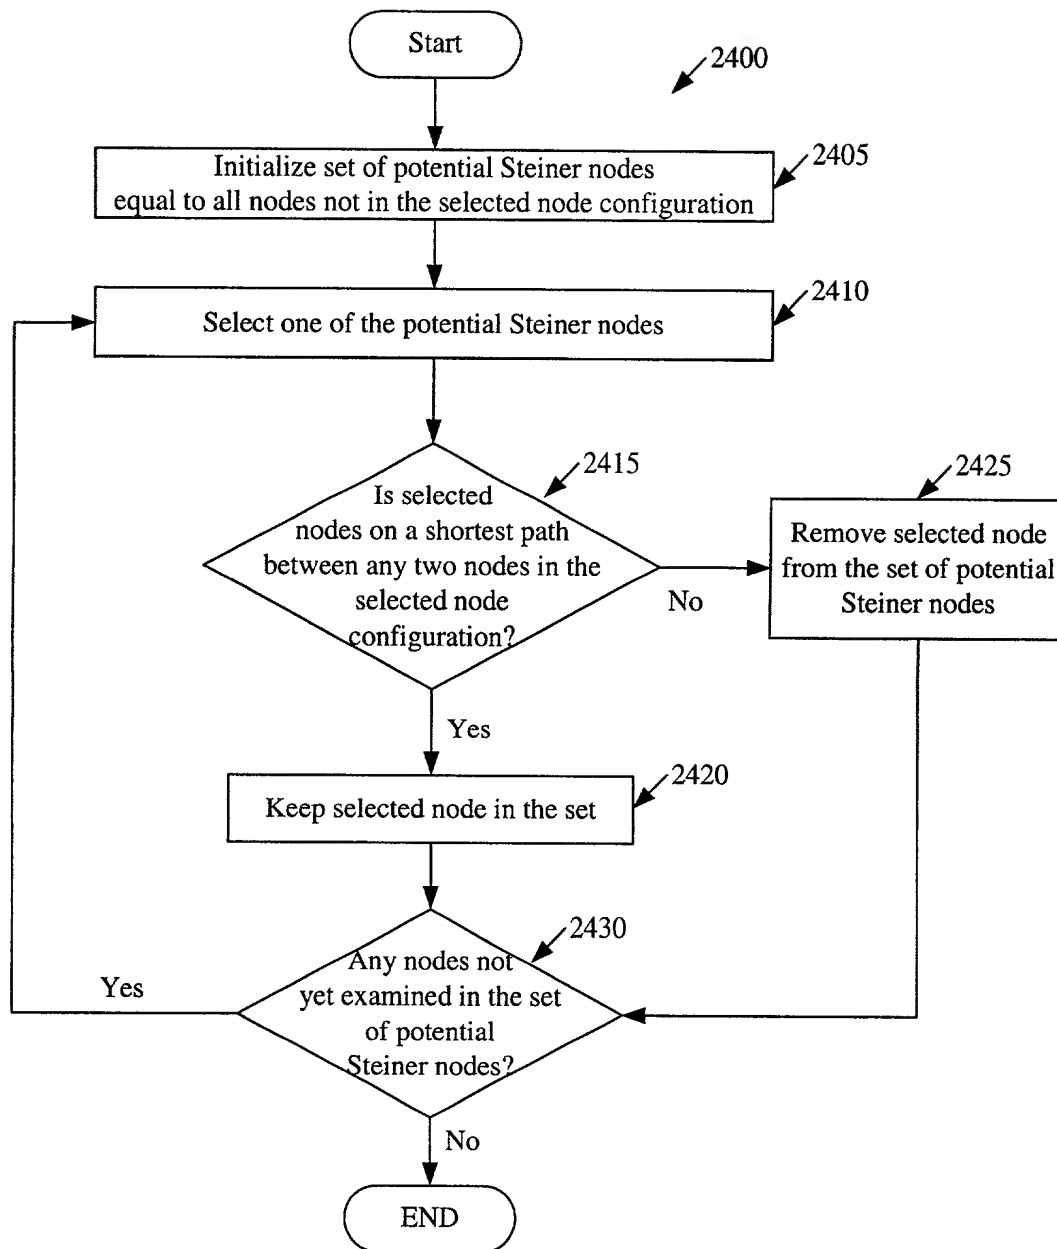 Start
2400
Initialize set of potential Steiner nodes
equal to all nodes not in the selected node configuration
2405
Select one of the potential Steiner nodes
2410
Is selected
nodes on a shortest path
between any two nodes in the
selected node
configuration?
2415
No
2425
Remove selected node
from the set of potential
Steiner nodes
Yes
Keep selected node in the set
2420
Any nodes not
yet examined in the set
of potential
Steiner nodes?
2430
Yes
No
END